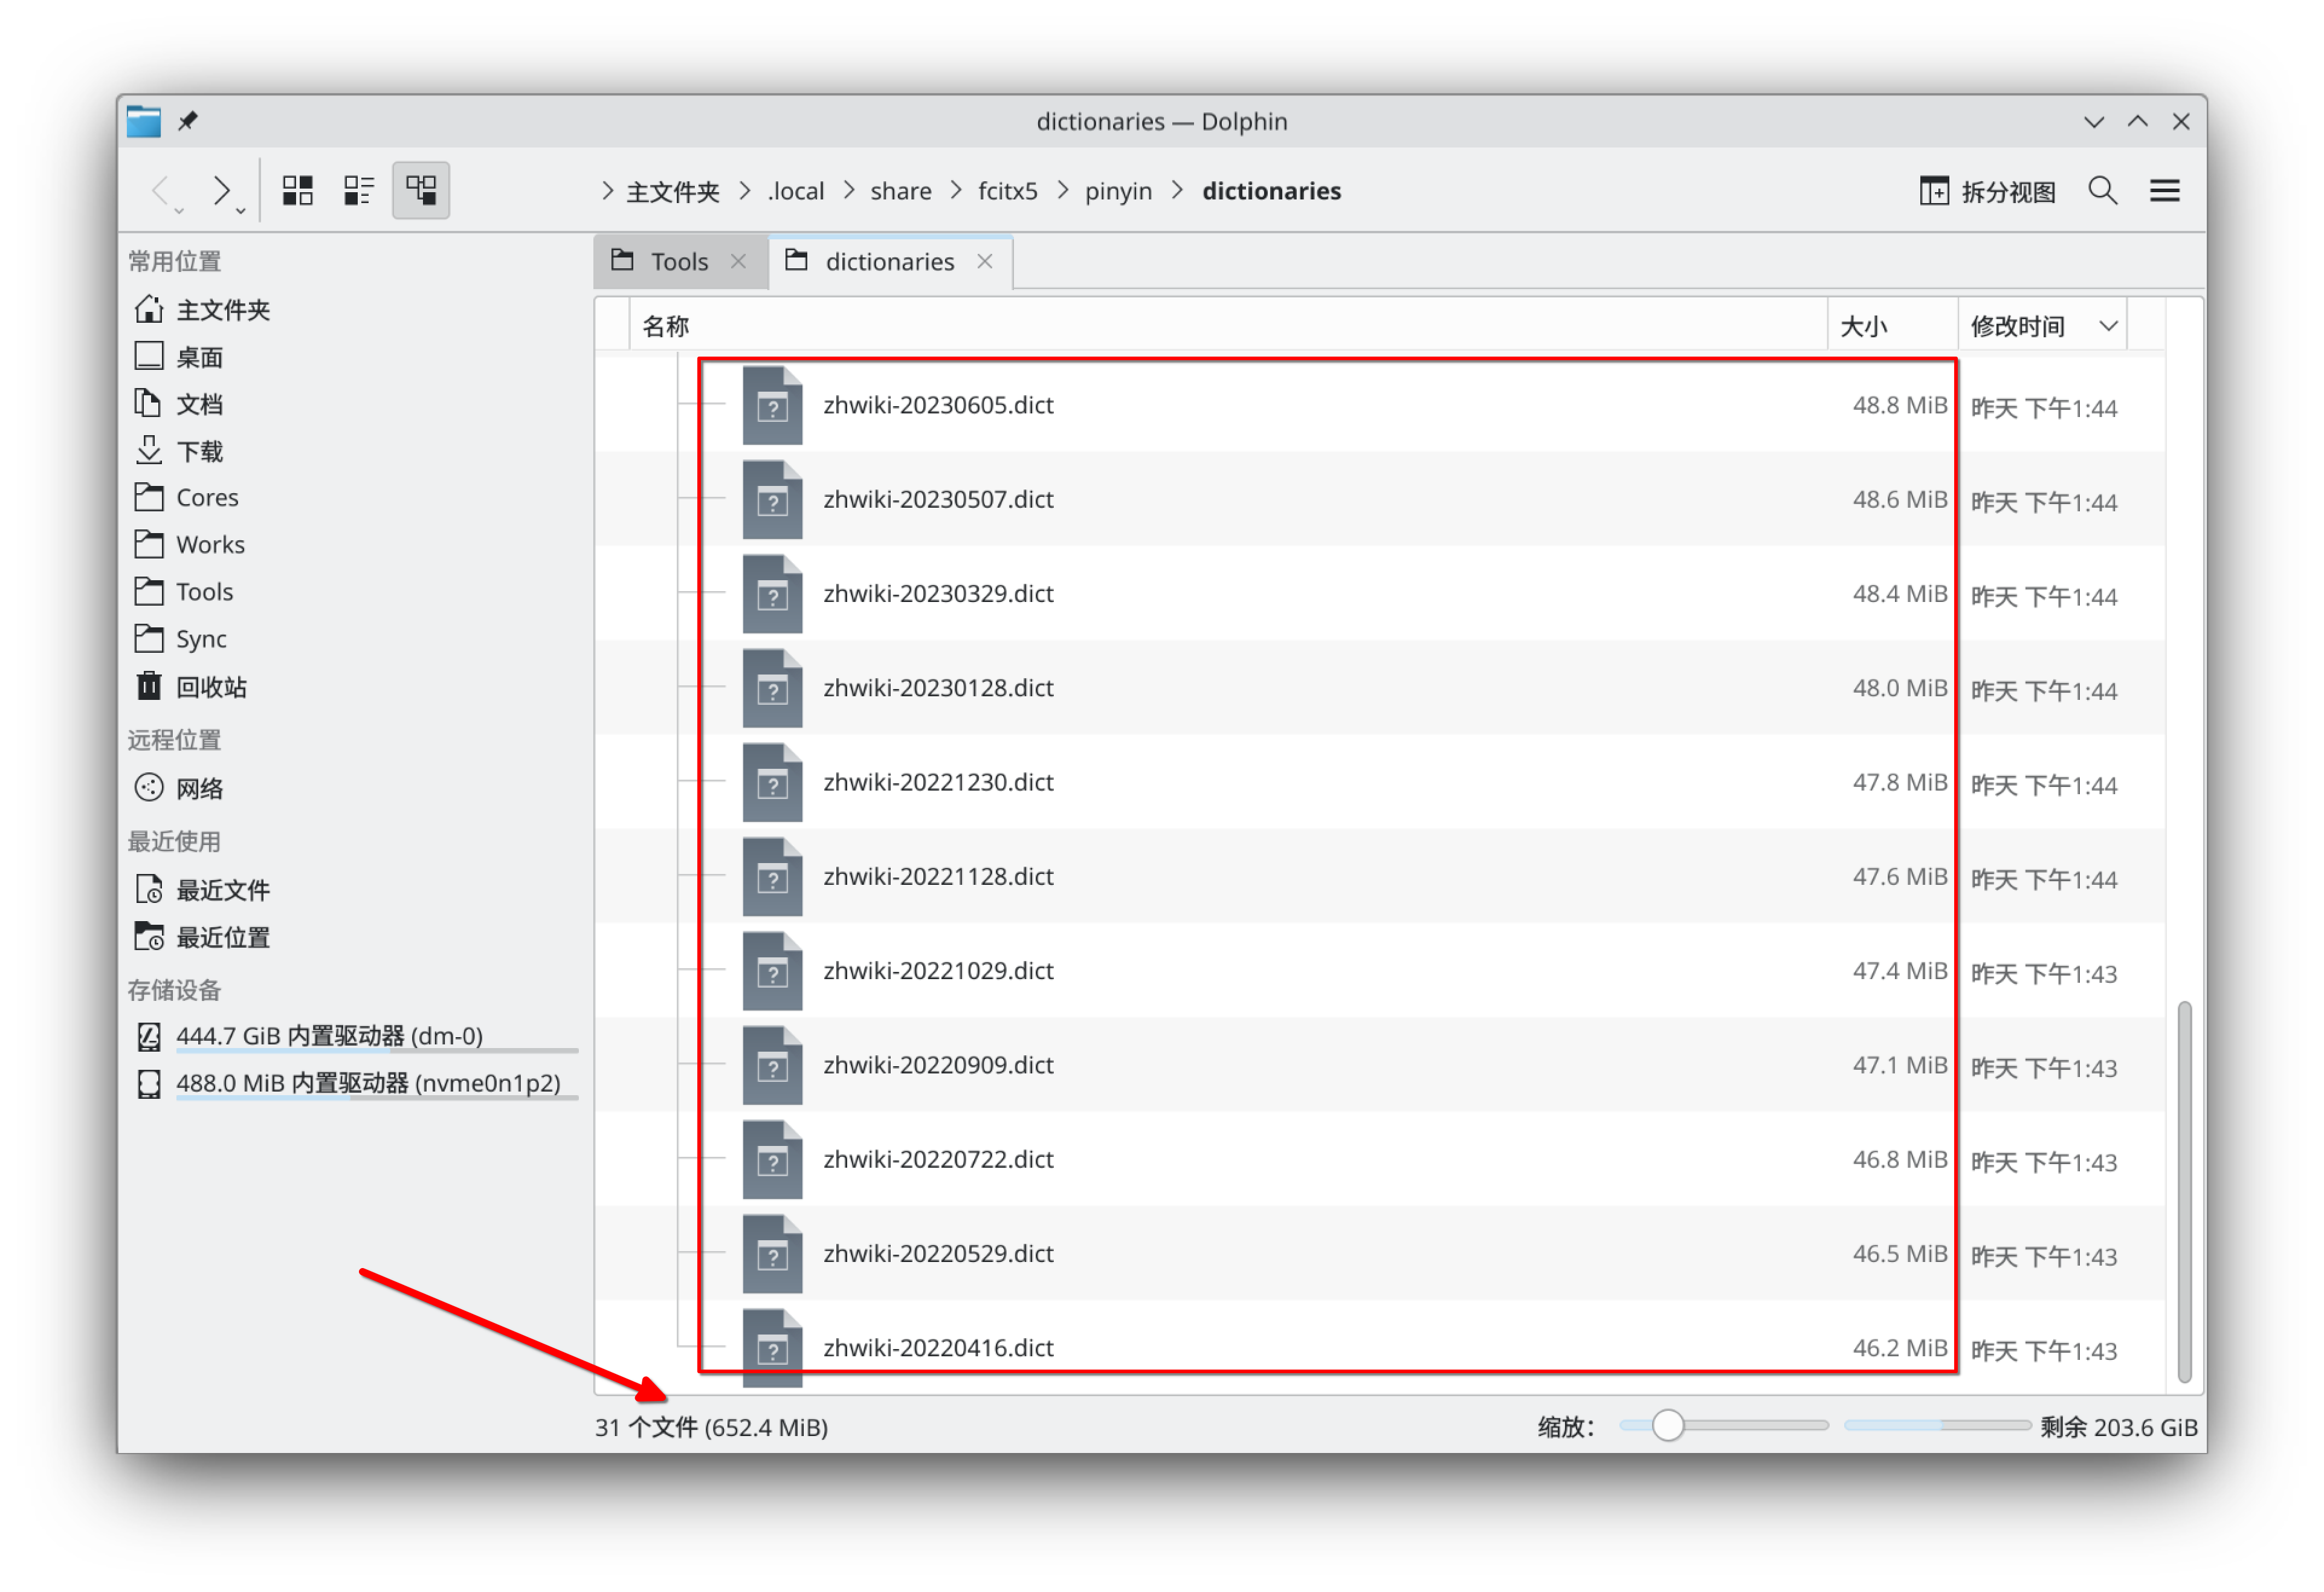 dictionaries — Dolphin
主文件夹 .local share fcitx5 pinyin dictionaries 拆分视图
常用位置
主文件夹
桌面
文档
下载
Cores
Works
Tools
Sync
回收站
远程位置
网络
最近使用
最近文件
最近位置
存储设备
444.7 GiB 内置驱动器 (dm-0)
488.0 MiB 内置驱动器 (nvme0n1p2)
Tools dictionaries
名称 大小 修改时间
zhwiki-20230605.dict 48.8 MiB 昨天 下午1:44
zhwiki-20230507.dict 48.6 MiB 昨天 下午1:44
zhwiki-20230329.dict 48.4 MiB 昨天 下午1:44
zhwiki-20230128.dict 48.0 MiB 昨天 下午1:44
zhwiki-20221230.dict 47.8 MiB 昨天 下午1:44
zhwiki-20221128.dict 47.6 MiB 昨天 下午1:44
zhwiki-20221029.dict 47.4 MiB 昨天 下午1:43
zhwiki-20220909.dict 47.1 MiB 昨天 下午1:43
zhwiki-20220722.dict 46.8 MiB 昨天 下午1:43
zhwiki-20220529.dict 46.5 MiB 昨天 下午1:43
zhwiki-20220416.dict 46.2 MiB 昨天 下午1:43
31 个文件 (652.4 MiB) 缩放： 剩余 203.6 GiB